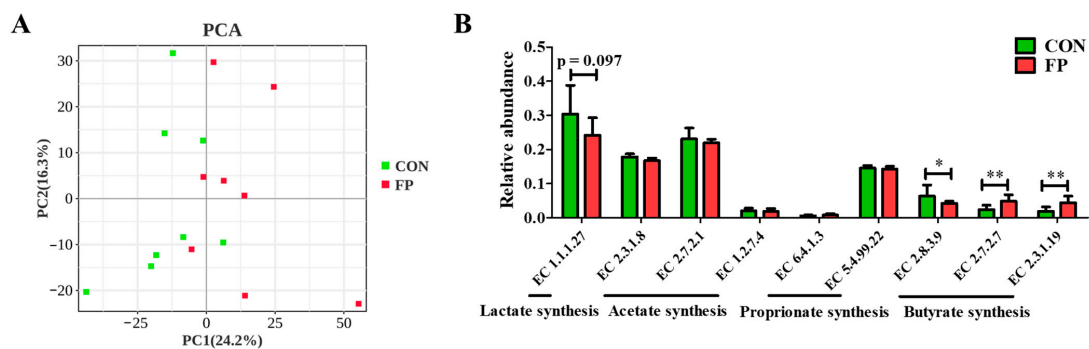 A
PCA
PC2(16.3%)
30
20
10
0
−10
−20
−25
0
25
50
PC1(24.2%)
CON
FP
B
Relative abundance
0.5
0.4
0.3
0.2
0.1
0.0
p = 0.097
*
**
**
CON
FP
EC 1.1.1.27
EC 2.3.1.8
EC 2.7.2.1
EC 1.2.7.4
EC 6.4.1.3
EC 5.4.99.22
EC 2.8.3.9
EC 2.7.2.7
EC 2.3.1.19
Lactate synthesis
Acetate synthesis
Proprionate synthesis
Butyrate synthesis